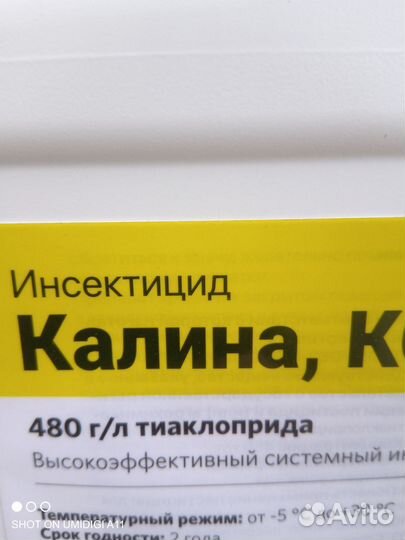 Инсектицид
Калина, К
480 г/л тиаклоприда
Высокоэффективный системный
Температурный режим: от -5
Срок годности: 2 года
SHOT ON UMIDIGI A11
Avito